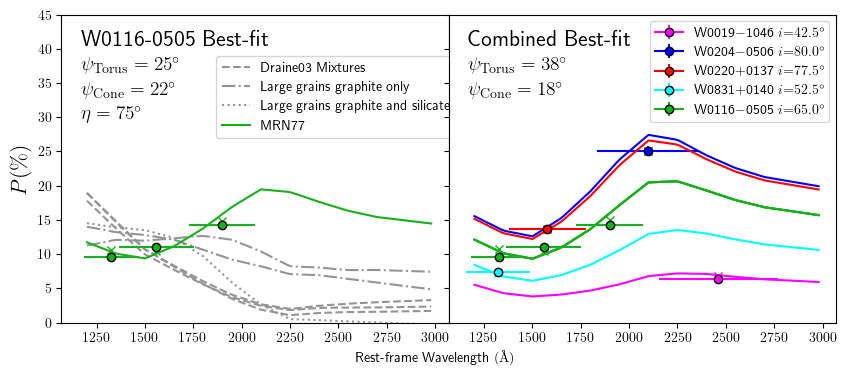 W0116-0505 Best-fit
ψTorus = 25°
ψCone = 22°
η = 75°
Draine03 Mixtures
Large grains graphite only
Large grains graphite and silicate
MRN77
Combined Best-fit
ψTorus = 38°
ψCone = 18°
W0019−1046 i=42.5°
W0204−0506 i=80.0°
W0220+0137 i=77.5°
W0831+0140 i=52.5°
W0116−0505 i=65.0°
P(%)
45
40
35
30
25
20
15
10
5
0
1250 1500 1750 2000 2250 2500 2750 3000
1250 1500 1750 2000 2250 2500 2750 3000
Rest-frame Wavelength (Å)